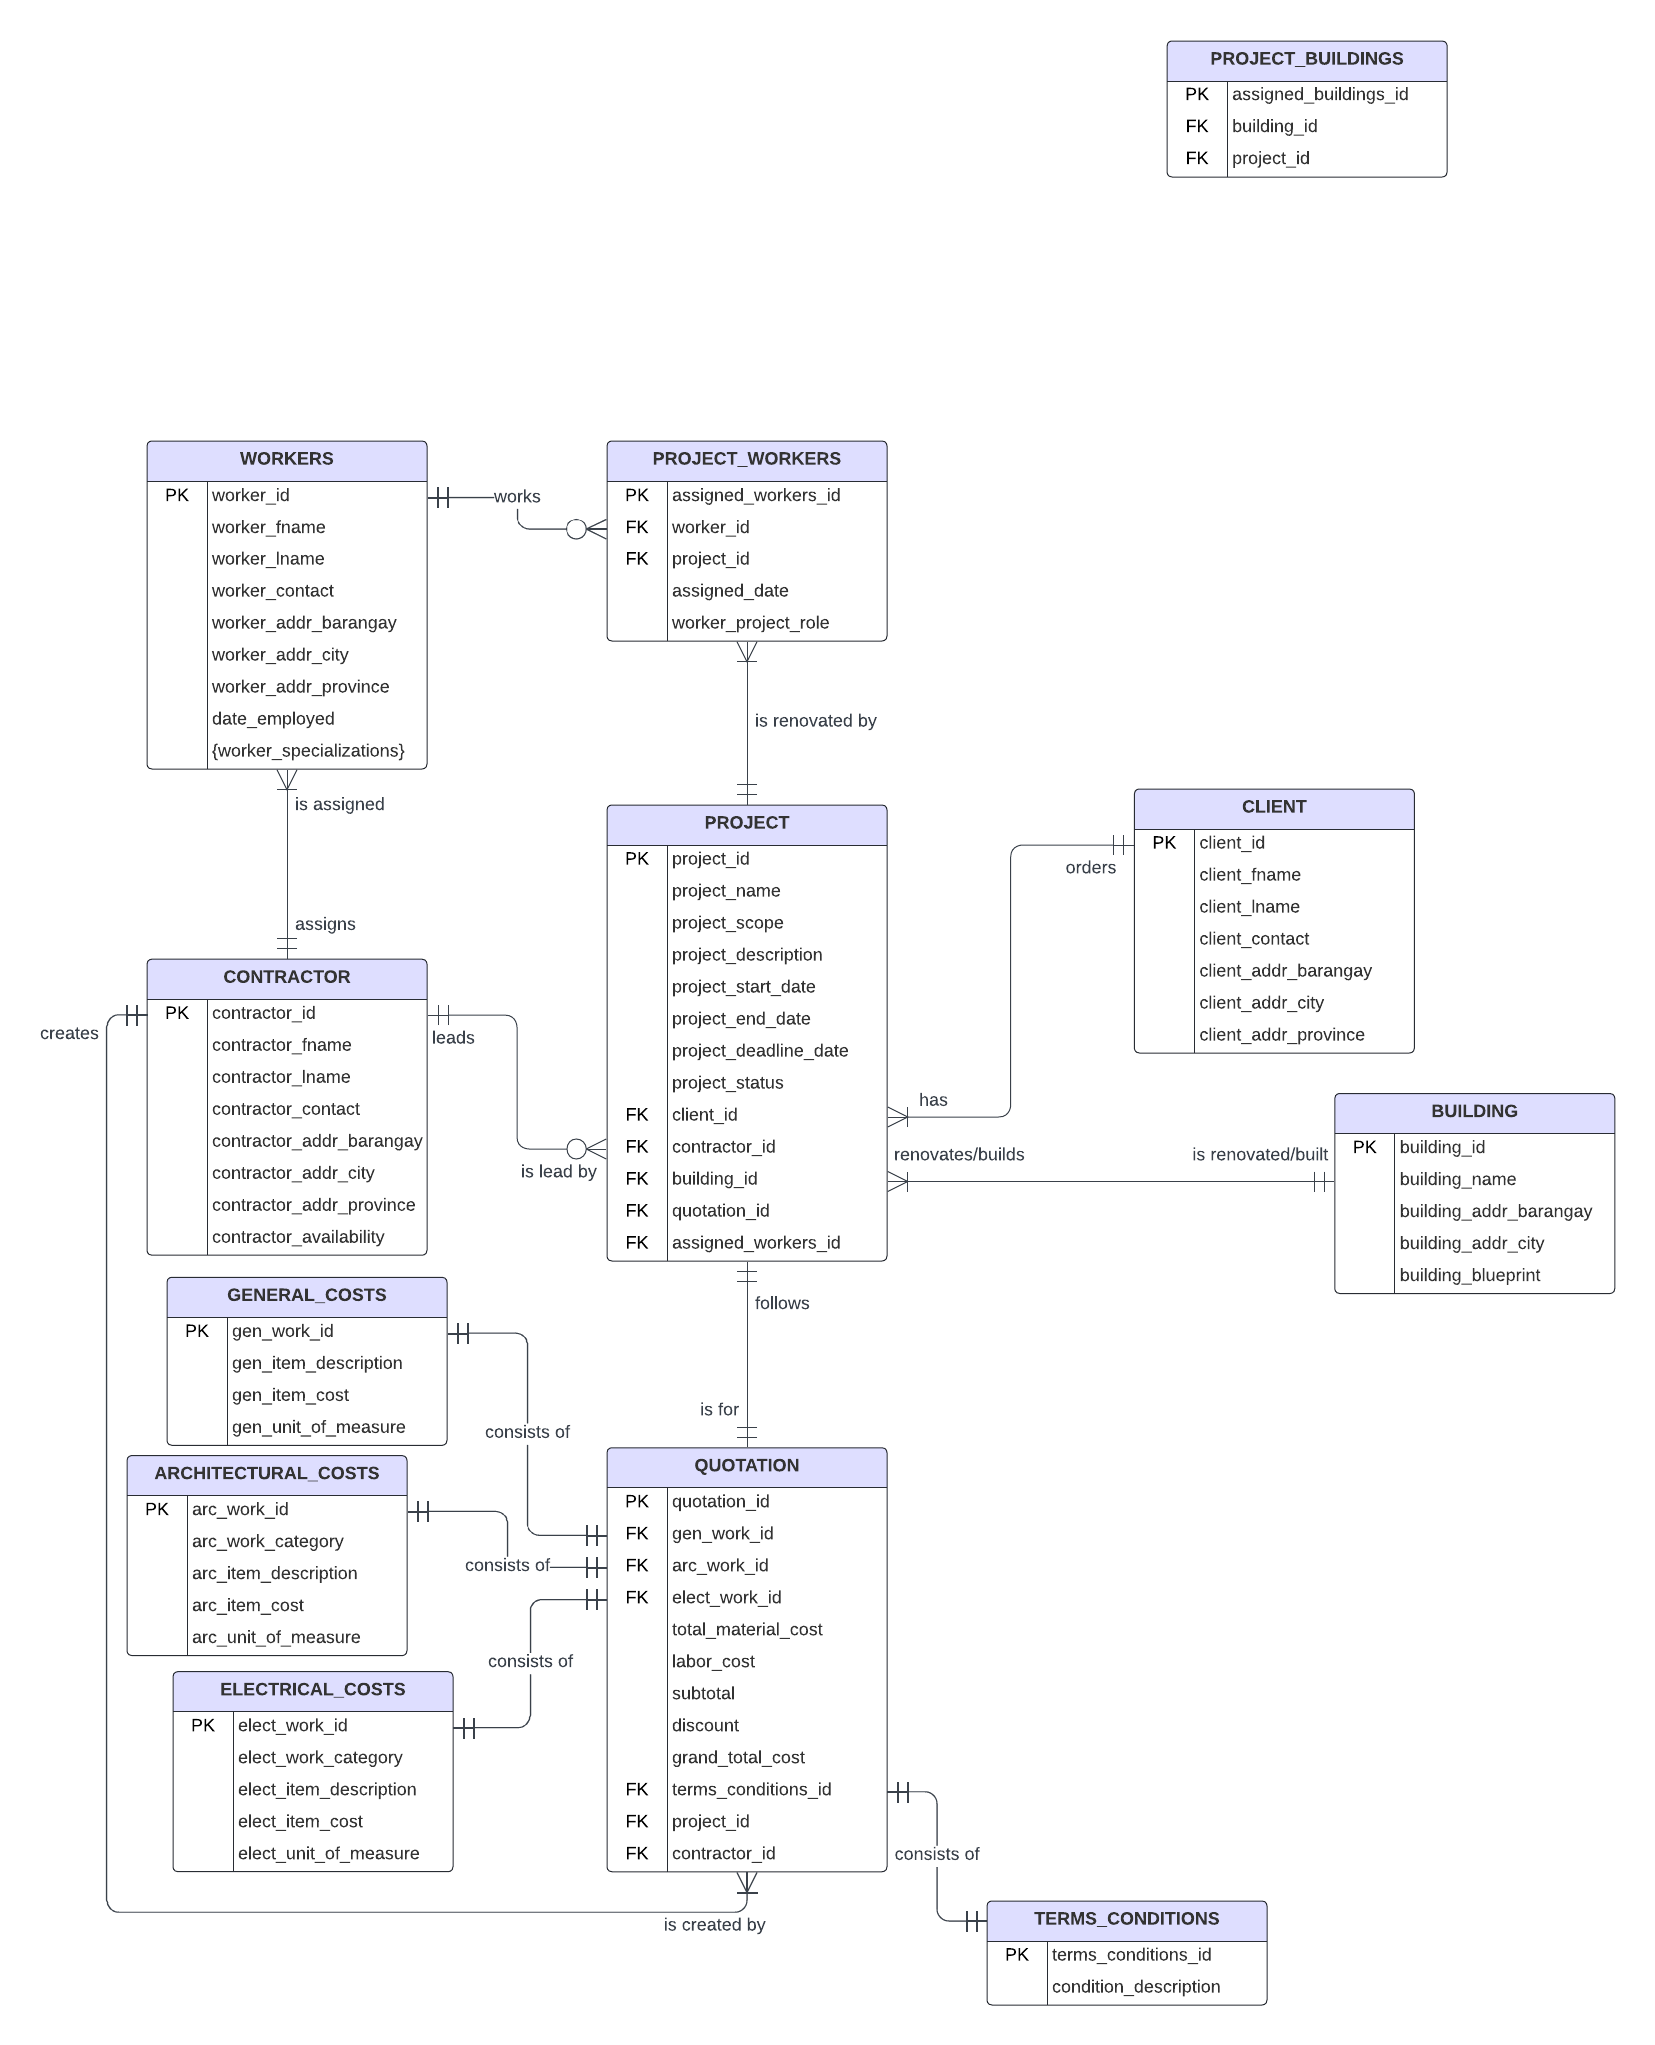 PROJECT_BUILDINGS
PK assigned_buildings_id
FK building_id
FK project_id
WORKERS
PK worker_id
worker_fname
worker_lname
worker_contact
worker_addr_barangay
worker_addr_city
worker_addr_province
date_employed
{worker_specializations}
works
PROJECT_WORKERS
PK assigned_workers_id
FK worker_id
FK project_id
assigned_date
worker_project_role
is renovated by
is assigned
assigns
PROJECT
PK project_id
project_name
project_scope
project_description
project_start_date
project_end_date
project_deadline_date
project_status
FK client_id
FK contractor_id
FK building_id
FK quotation_id
FK assigned_workers_id
CLIENT
PK client_id
client_fname
client_lname
client_contact
client_addr_barangay
client_addr_city
client_addr_province
orders
has
CONTRACTOR
PK contractor_id
contractor_fname
contractor_lname
contractor_contact
contractor_addr_barangay
contractor_addr_city
contractor_addr_province
contractor_availability
creates
leads
is lead by
renovates/builds
is renovated/built
BUILDING
PK building_id
building_name
building_addr_barangay
building_addr_city
building_blueprint
follows
is for
GENERAL_COSTS
PK gen_work_id
gen_item_description
gen_item_cost
gen_unit_of_measure
consists of
ARCHITECTURAL_COSTS
PK arc_work_id
arc_work_category
arc_item_description
arc_item_cost
arc_unit_of_measure
consists of
ELECTRICAL_COSTS
PK elect_work_id
elect_work_category
elect_item_description
elect_item_cost
elect_unit_of_measure
consists of
QUOTATION
PK quotation_id
FK gen_work_id
FK arc_work_id
FK elect_work_id
total_material_cost
labor_cost
subtotal
discount
grand_total_cost
FK terms_conditions_id
FK project_id
FK contractor_id
consists of
is created by
TERMS_CONDITIONS
PK terms_conditions_id
condition_description